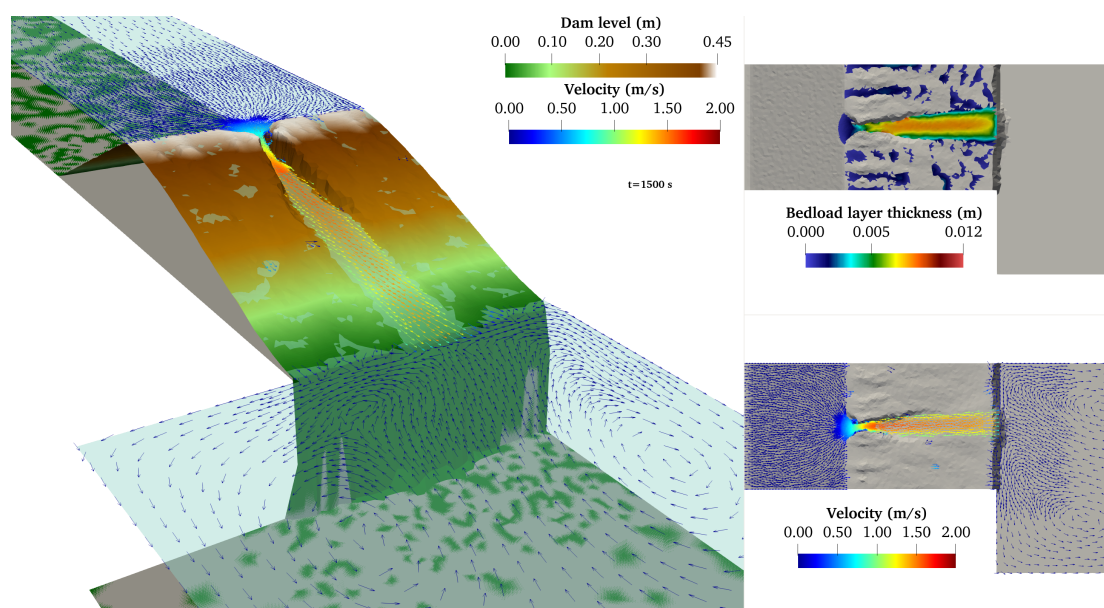 Dam level (m)
0.00 0.10 0.20 0.30 0.45
Velocity (m/s)
0.00 0.50 1.00 1.50 2.00
t=1500 s
Bedload layer thickness (m)
0.000 0.005 0.012
Velocity (m/s)
0.00 0.50 1.00 1.50 2.00